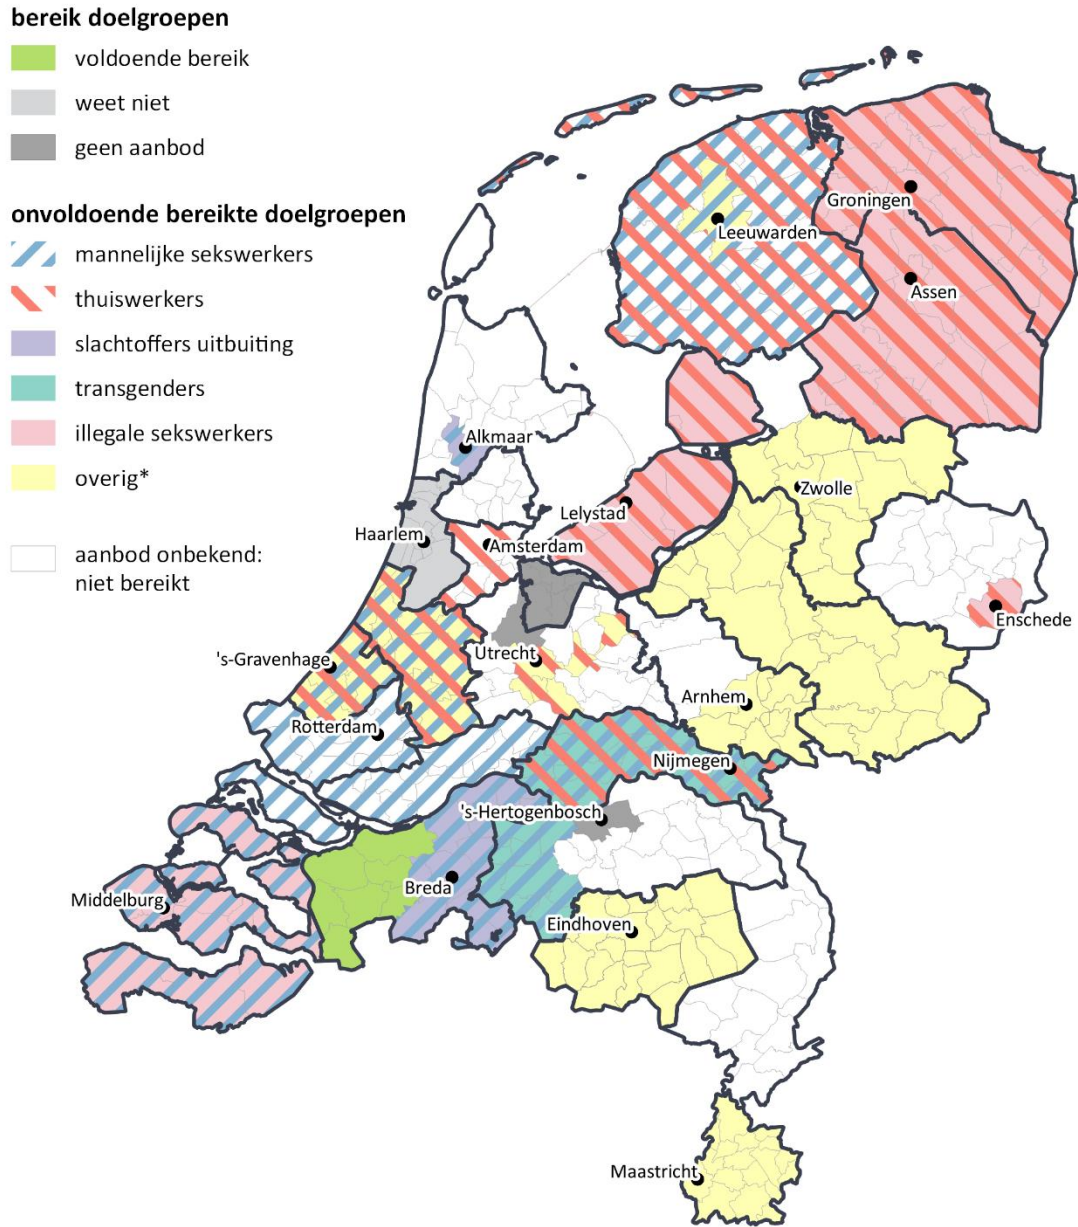 bereik doelgroepen
voldoende bereik
weet niet
geen aanbod
onvoldoende bereikte doelgroepen
mannelijke sekswerkers
thuiswerkers
slachtoffers uitbuiting
transgenders
illegale sekswerkers
overig*
aanbod onbekend:
niet bereikt
Groningen
Leeuwarden
Assen
Alkmaar
Zwolle
Lelystad
Haarlem
Amsterdam
Enschede
's-Gravenhage
Utrecht
Arnhem
Rotterdam
Nijmegen
's-Hertogenbosch
Breda
Middelburg
Eindhoven
Maastricht